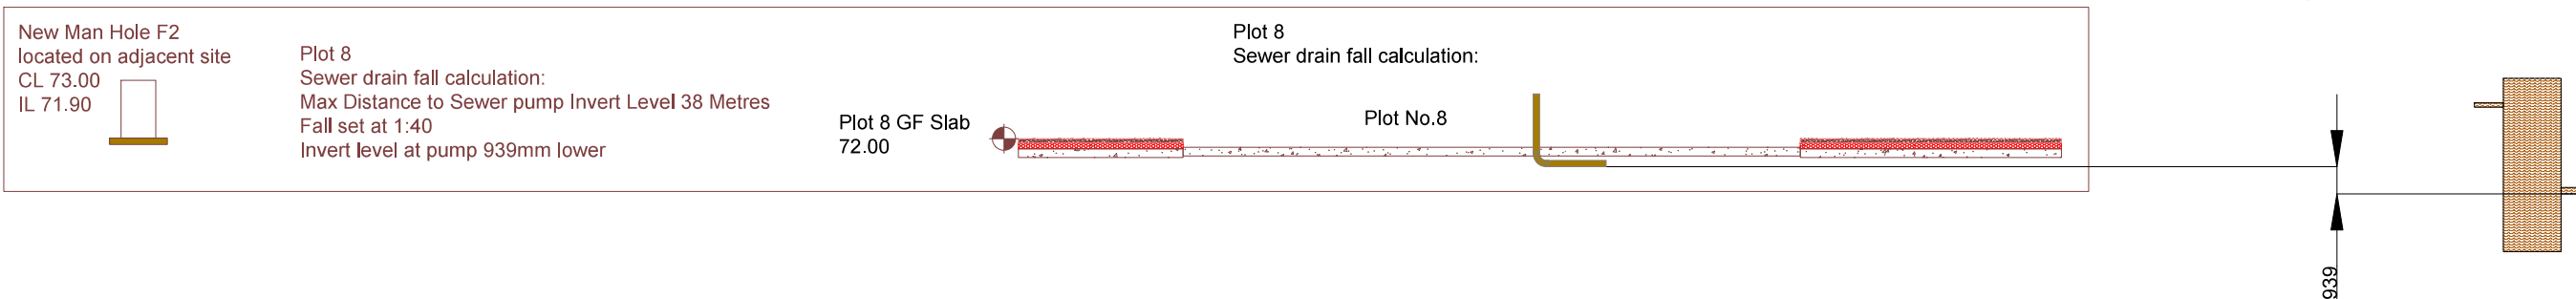 New Man Hole F2
located on adjacent site
CL 73.00
IL 71.90
Plot 8
Sewer drain fall calculation:
Max Distance to Sewer pump Invert Level 38 Metres
Fall set at 1:40
Invert level at pump 939mm lower
Plot 8 GF Slab
72.00
Plot 8
Sewer drain fall calculation:
Plot No.8
939